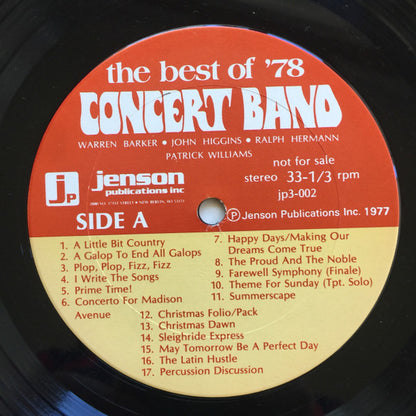 the best of '78
CONCERT BAND
WARREN BARKER • JOHN HIGGINS • RALPH HERMANN
PATRICK WILLIAMS
not for sale
stereo 33-1/3 rpm
jp3-002
jP jenson
publications inc
SIDE A
Ⓟ Jenson Publications Inc. 1977
1. A Little Bit Country
2. A Galop To End All Galops
3. Plop, Plop, Fizz, Fizz
4. I Write The Songs
5. Prime Time!
6. Concerto For Madison
Avenue
7. Happy Days/Making Our
Dreams Come True
8. The Proud And The Noble
9. Farewell Symphony (Finale)
10. Theme For Sunday (Tpt. Solo)
11. Summerscape
12. Christmas Folio/Pack
13. Christmas Dawn
14. Sleighride Express
15. May Tomorrow Be A Perfect Day
16. The Latin Hustle
17. Percussion Discussion